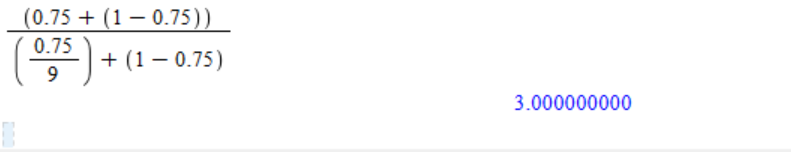 (0.75 + (1 − 0.75))
(0.75/9) + (1 − 0.75)
3.000000000